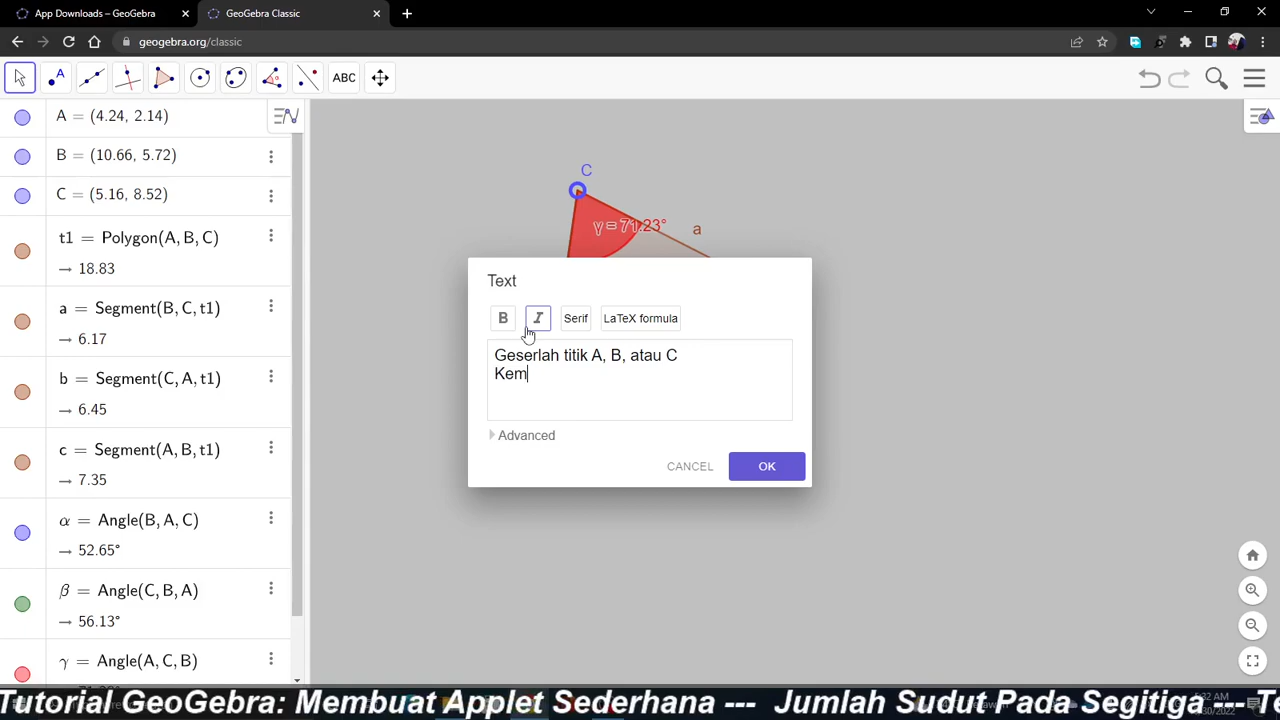 App Downloads – GeoGebra
GeoGebra Classic
geogebra.org/classic
ABC
A = (4.24, 2.14)
B = (10.66, 5.72)
C = (5.16, 8.52)
t1 = Polygon(A, B, C)
→ 18.83
a = Segment(B, C, t1)
→ 6.17
b = Segment(C, A, t1)
→ 6.45
c = Segment(A, B, t1)
→ 7.35
α = Angle(B, A, C)
→ 52.65°
β = Angle(C, B, A)
→ 56.13°
γ = Angle(A, C, B)
C
γ = 71.23°
a
Text
B I Serif LaTeX formula
Geserlah titik A, B, atau C
Kem
Advanced
CANCEL OK
Tutorial GeoGebra: Membuat Applet Sederhana --- Jumlah Sudut Pada Segitiga ---